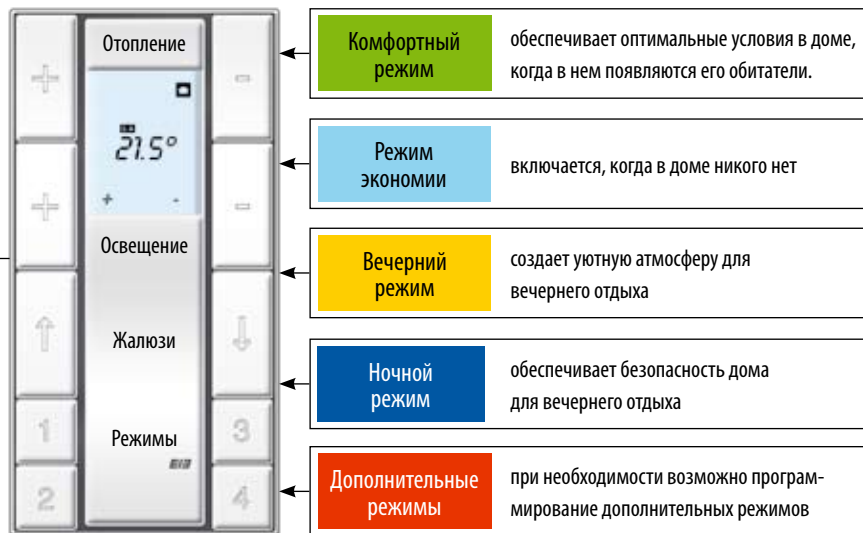 Отопление
+ -
21.5°
+ -
+ -
Освещение
Жалюзи
1 3
Режимы
2 4
Комфортный
режим
обеспечивает оптимальные условия в доме,
когда в нем появляются его обитатели.
Режим
экономии
включается, когда в доме никого нет
Вечерний
режим
создает уютную атмосферу для
вечернего отдыха
Ночной
режим
обеспечивает безопасность дома
для вечернего отдыха
Дополнительные
режимы
при необходимости возможно програм-
мирование дополнительных режимов